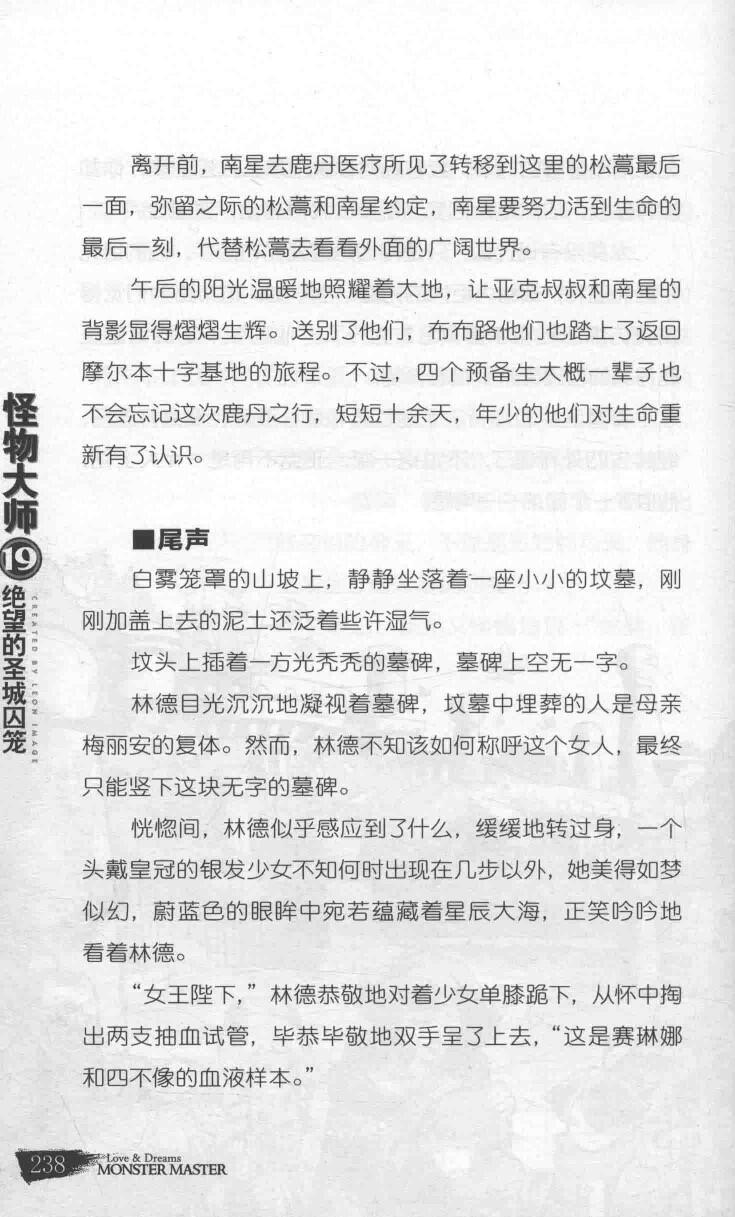 离开前，南星去鹿丹医疗所见了转移到这里的松蒿最后
一面，弥留之际的松蒿和南星约定，南星要努力活到生命的
最后一刻，代替松蒿去看看外面的广阔世界。
午后的阳光温暖地照耀着大地，让亚克叔叔和南星的
背影显得熠熠生辉。送别了他们，布布路他们也踏上了返回
摩尔本十字基地的旅程。不过，四个预备生大概一辈子也
不会忘记这次鹿丹之行，短短十余天，年少的他们对生命重
新有了认识。
■尾声
白雾笼罩的山坡上，静静坐落着一座小小的坟墓，刚
刚加盖上去的泥土还泛着些许湿气。
坟头上插着一方光秃秃的墓碑，墓碑上空无一字。
林德目光沉沉地凝视着墓碑，坟墓中埋葬的人是母亲
梅丽安的复体。然而，林德不知该如何称呼这个女人，最终
只能竖下这块无字的墓碑。
恍惚间，林德似乎感应到了什么，缓缓地转过身，一个
头戴皇冠的银发少女不知何时出现在几步以外，她美得如梦
似幻，蔚蓝色的眼眸中宛若蕴藏着星辰大海，正笑吟吟地
看着林德。
“女王陛下，”林德恭敬地对着少女单膝跪下，从怀中掏
出两支抽血试管，毕恭毕敬地双手呈了上去，“这是赛琳娜
和四不像的血液样本。”
怪物大师
19
绝望的圣城囚笼
CREATED BY LEON IMAGE
238
Love & Dreams
MONSTER MASTER